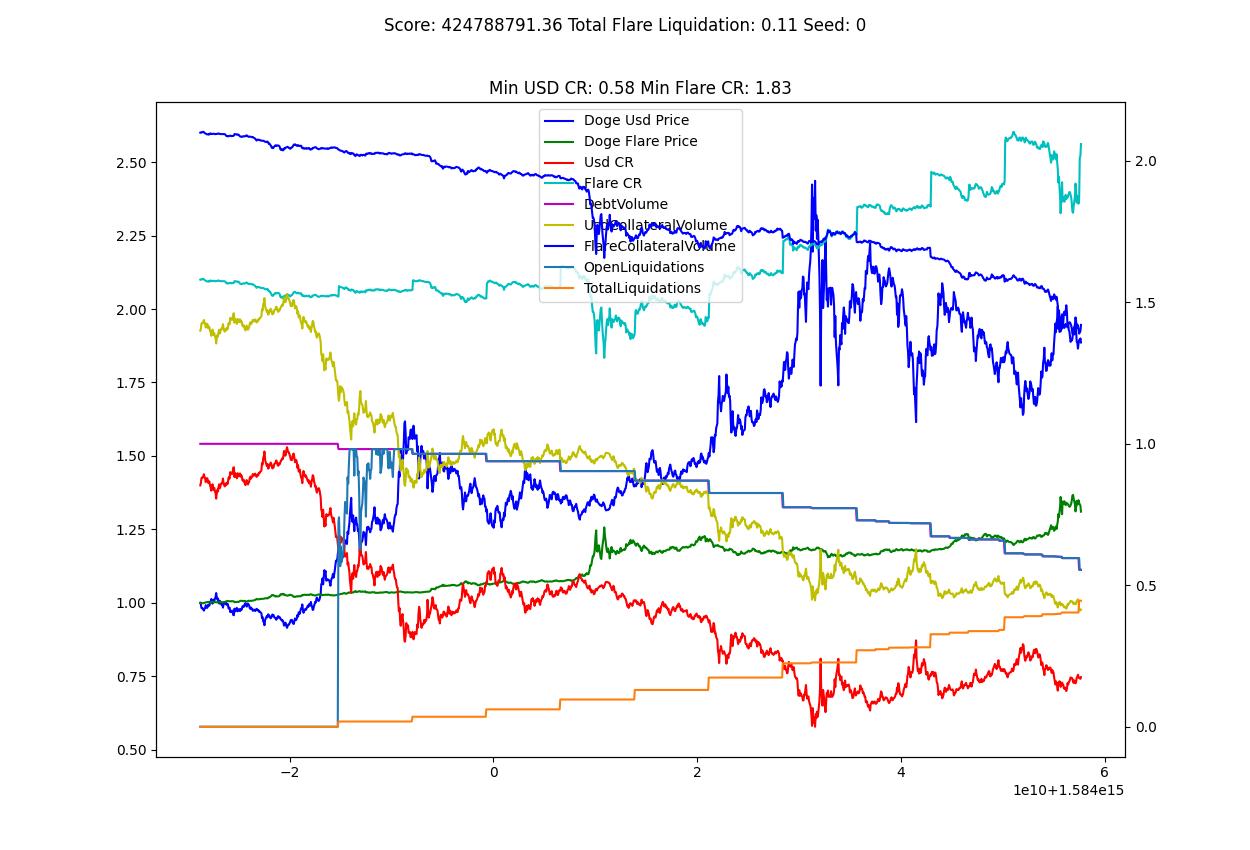 Score: 424788791.36 Total Flare Liquidation: 0.11 Seed: 0
Min USD CR: 0.58 Min Flare CR: 1.83
Doge Usd Price
Doge Flare Price
Usd CR
Flare CR
DebtVolume
UsdCollateralVolume
FlareCollateralVolume
OpenLiquidations
TotalLiquidations
2.50
2.25
2.00
1.75
1.50
1.25
1.00
0.75
0.50
2.0
1.5
1.0
0.5
0.0
−2
0
2
4
6
1e10+1.584e15